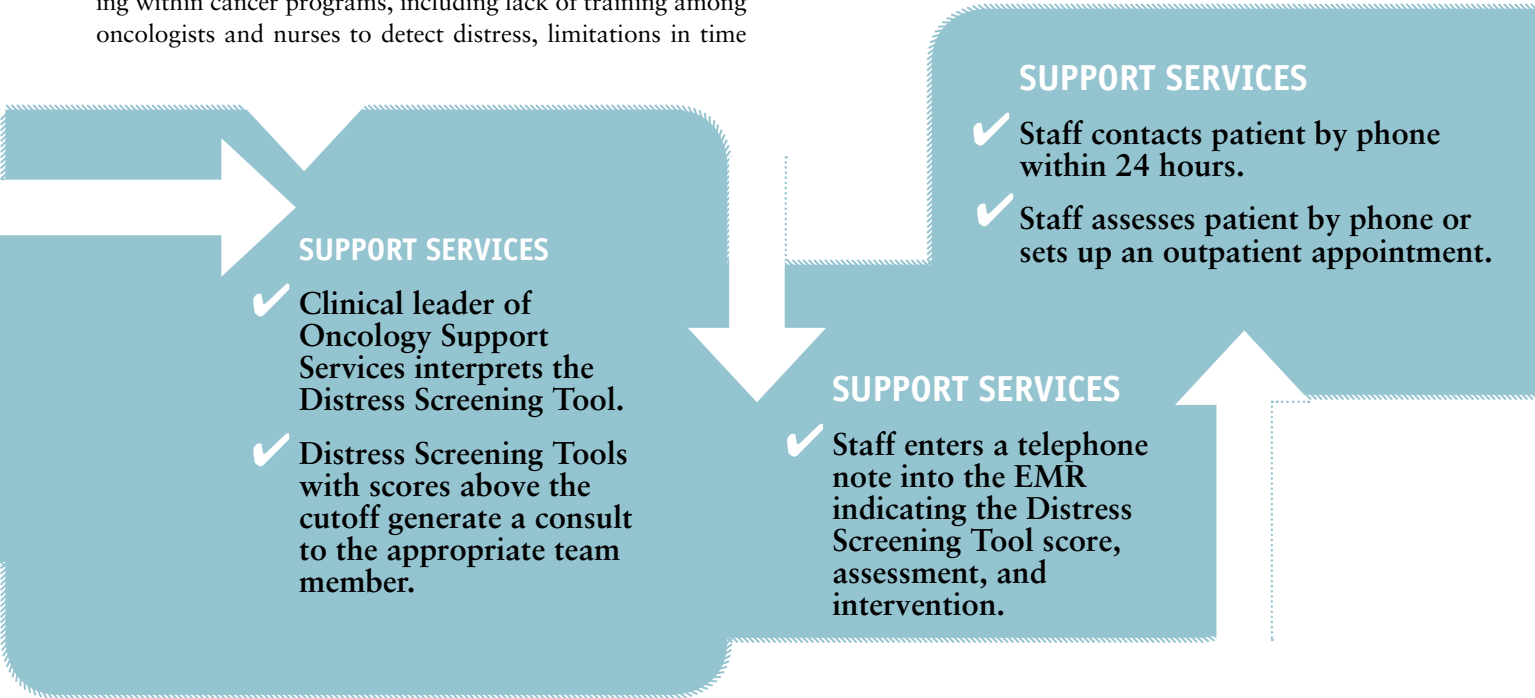 ing within cancer programs, including lack of training among
oncologists and nurses to detect distress, limitations in time
SUPPORT SERVICES
✔ Clinical leader of
Oncology Support
Services interprets the
Distress Screening Tool.
✔ Distress Screening Tools
with scores above the
cutoff generate a consult
to the appropriate team
member.
SUPPORT SERVICES
✔ Staff enters a telephone
note into the EMR
indicating the Distress
Screening Tool score,
assessment, and
intervention.
SUPPORT SERVICES
✔ Staff contacts patient by phone
within 24 hours.
✔ Staff assesses patient by phone or
sets up an outpatient appointment.